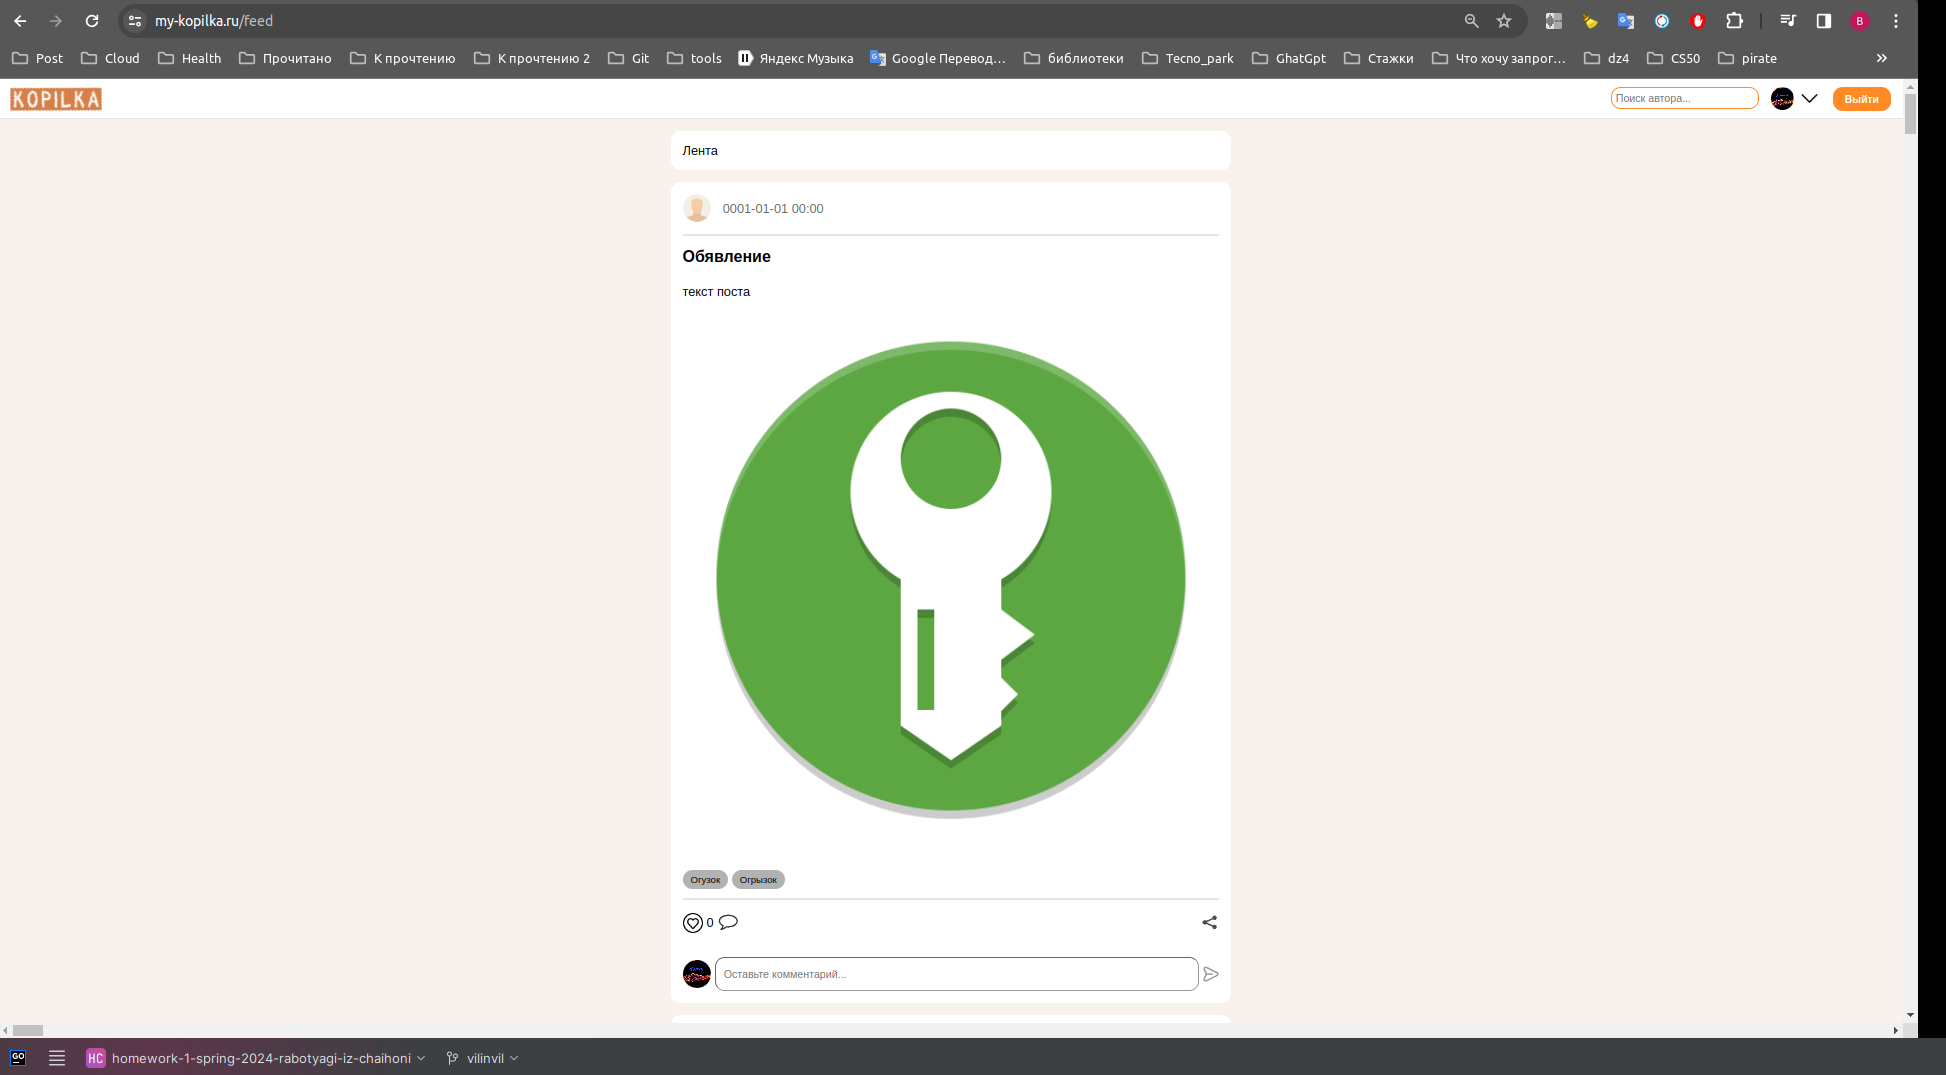 my-kopilka.ru/feed
B
Post Cloud Health Прочитано К прочтению К прочтению 2 Git tools Яндекс Музыка Google Перевод… библиотеки Tecno_park GhatGpt Стажки Что хочу запрог… dz4 CS50 pirate
KOPILKA Поиск автора... Выйти
Лента
0001-01-01 00:00
Обявление
текст поста
Огузок Огрызок
0
Оставьте комментарий...
GO HC homework-1-spring-2024-rabotyagi-iz-chaihoni vilinvil